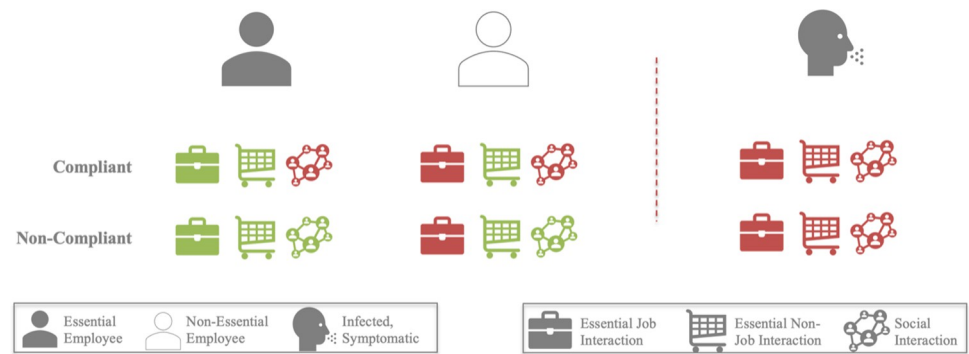 Compliant
Non-Compliant
Essential
Employee
Non-Essential
Employee
Infected,
Symptomatic
Essential Job
Interaction
Essential Non-
Job Interaction
Social
Interaction